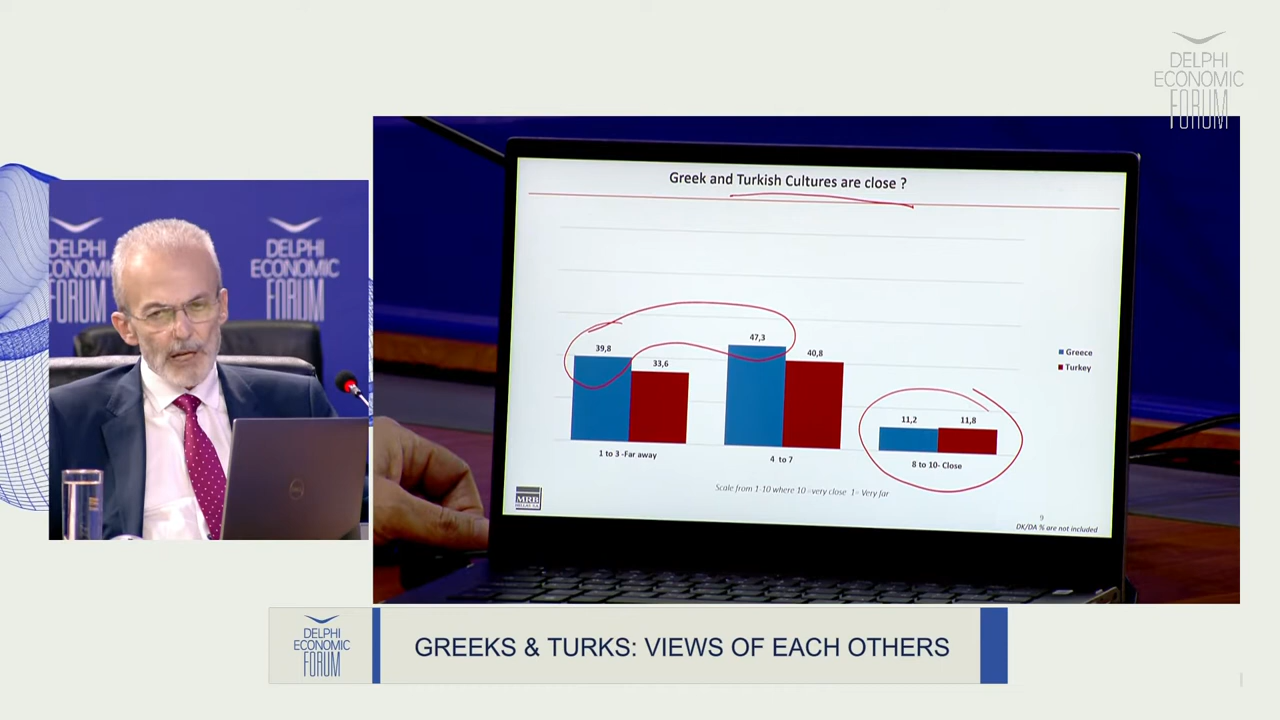 DELPHI
ECONOMIC
FORUM
DELPHI
ECONOMIC
FORUM
DELPHI
ECONOMIC
FORUM
Greek and Turkish Cultures are close ?
39,8
33,6
47,3
40,8
11,2
11,8
Greece
Turkey
1 to 3 -Far away
4 to 7
8 to 10- Close
Scale from 1-10 where 10 =very close 1= Very far
MRB
9
DK/DA % are not included
DELL
DELPHI
ECONOMIC
FORUM
GREEKS & TURKS: VIEWS OF EACH OTHERS